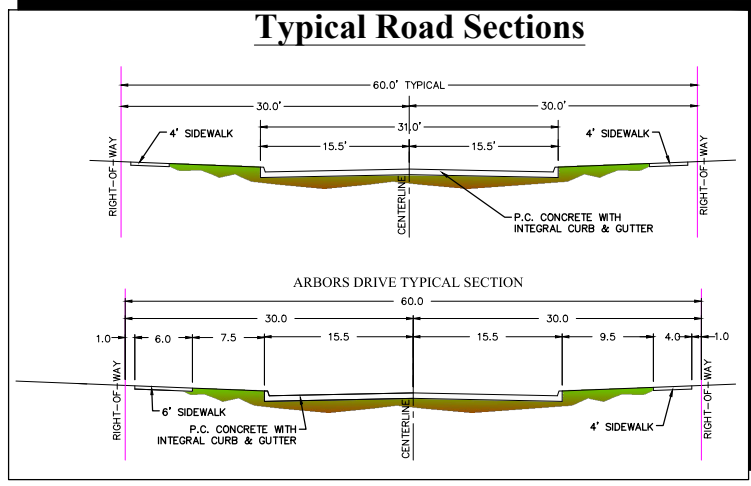 Typical Road Sections
60.0' TYPICAL
30.0'
30.0'
31.0'
4' SIDEWALK
15.5'
15.5'
4' SIDEWALK
RIGHT-OF-WAY
CENTERLINE
RIGHT-OF-WAY
P.C. CONCRETE WITH
INTEGRAL CURB & GUTTER
ARBORS DRIVE TYPICAL SECTION
60.0
30.0
30.0
1.0
6.0
7.5
15.5
15.5
9.5
4.0
1.0
RIGHT-OF-WAY
6' SIDEWALK
P.C. CONCRETE WITH
INTEGRAL CURB & GUTTER
CENTERLINE
4' SIDEWALK
RIGHT-OF-WAY